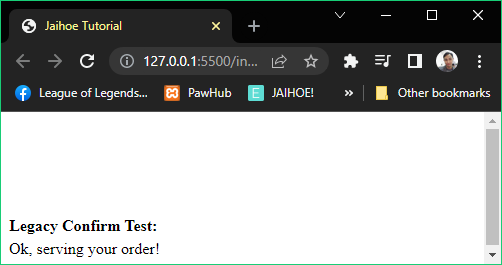 Jaihoe Tutorial
127.0.0.1:5500/in...
League of Legends...
PawHub
E JAIHOE!
Other bookmarks
Legacy Confirm Test:
Ok, serving your order!